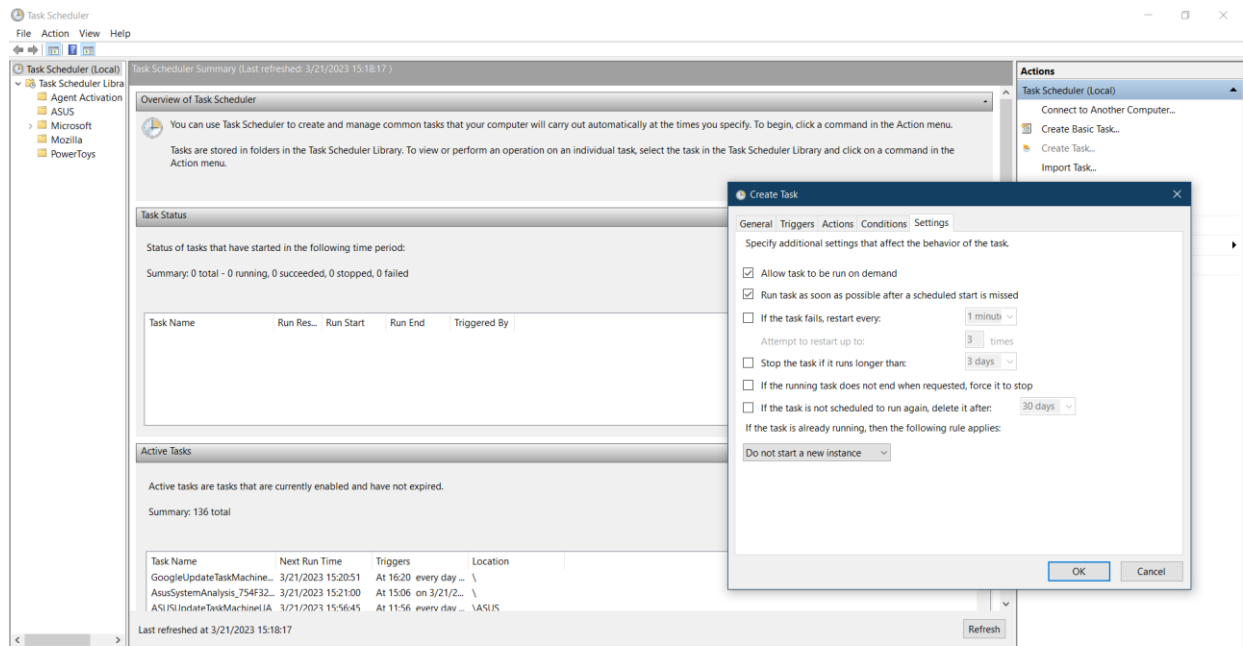 Task Scheduler
File Action View Help
Task Scheduler (Local)
Task Scheduler Libra
Agent Activation
ASUS
Microsoft
Mozilla
PowerToys
Task Scheduler Summary (Last refreshed: 3/21/2023 15:18:17 )
Overview of Task Scheduler
You can use Task Scheduler to create and manage common tasks that your computer will carry out automatically at the times you specify. To begin, click a command in the Action menu.
Tasks are stored in folders in the Task Scheduler Library. To view or perform an operation on an individual task, select the task in the Task Scheduler Library and click on a command in the
Action menu.
Task Status
Status of tasks that have started in the following time period:
Summary: 0 total - 0 running, 0 succeeded, 0 stopped, 0 failed
Task Name Run Res... Run Start Run End Triggered By
Active Tasks
Active tasks are tasks that are currently enabled and have not expired.
Summary: 136 total
Task Name Next Run Time Triggers Location
GoogleUpdateTaskMachine... 3/21/2023 15:20:51 At 16:20 every day ... \
AsusSystemAnalysis_754F32... 3/21/2023 15:21:00 At 15:06 on 3/21/2... \
ASUSUpdateTaskMachineUA 3/21/2023 15:56:45 At 11:56 every day ... \ASUS
Last refreshed at 3/21/2023 15:18:17
Refresh
Actions
Task Scheduler (Local)
Connect to Another Computer...
Create Basic Task...
Create Task...
Import Task...
Create Task
General Triggers Actions Conditions Settings
Specify additional settings that affect the behavior of the task.
Allow task to be run on demand
Run task as soon as possible after a scheduled start is missed
If the task fails, restart every: 1 minute
Attempt to restart up to: 3 times
Stop the task if it runs longer than: 3 days
If the running task does not end when requested, force it to stop
If the task is not scheduled to run again, delete it after: 30 days
If the task is already running, then the following rule applies:
Do not start a new instance
OK Cancel